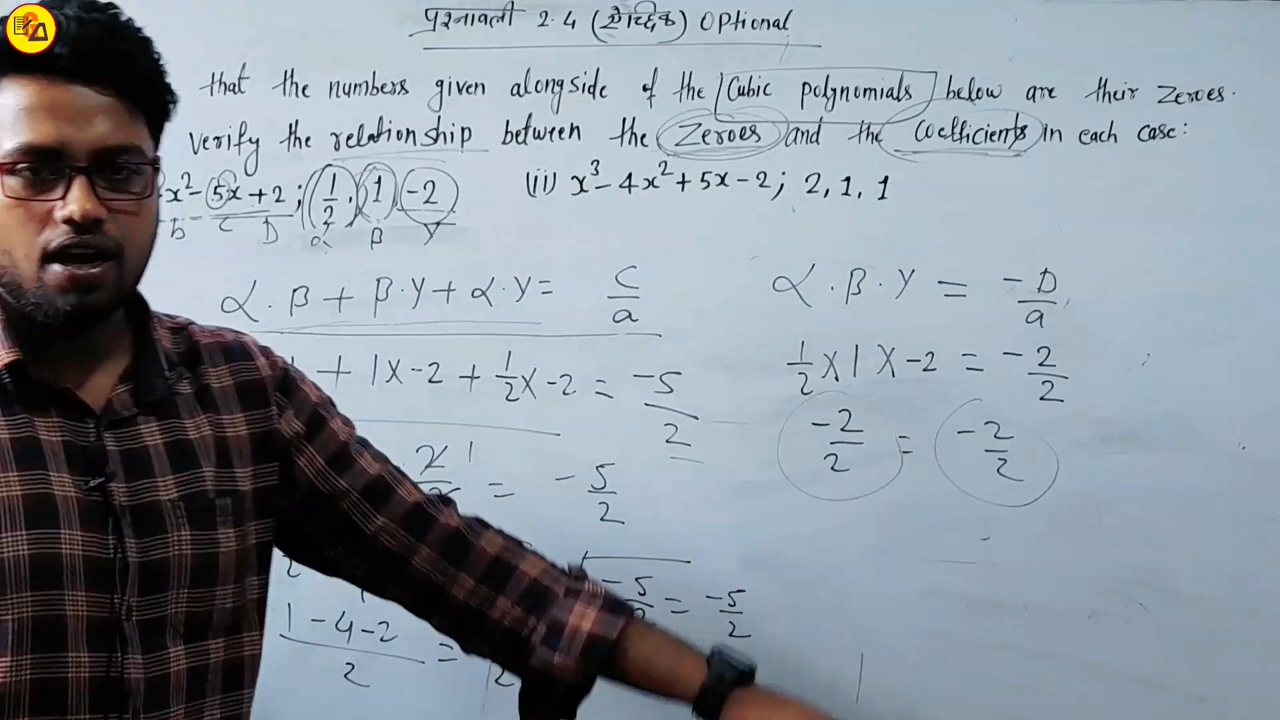 प्रश्नावली 2.4 (ऐच्छिक) Optional
that the numbers given alongside of the Cubic polynomials below are their Zeroes.
Verify the relationship between the Zeroes and the Coefficients in each case:
x² - 5x + 2 ; 1/2, 1, -2 (ii) x³ - 4x² + 5x - 2 ; 2, 1, 1
b C D α β γ
α·β + β·γ + α·γ = C/a
1 + 1X-2 + 1/2X-2 = -5/2
= -5/2
-5/2 = -5/2
1-4-2/2 =
α·β·γ = -D/a
1/2 X 1 X -2 = -2/2
-2/2 = -2/2